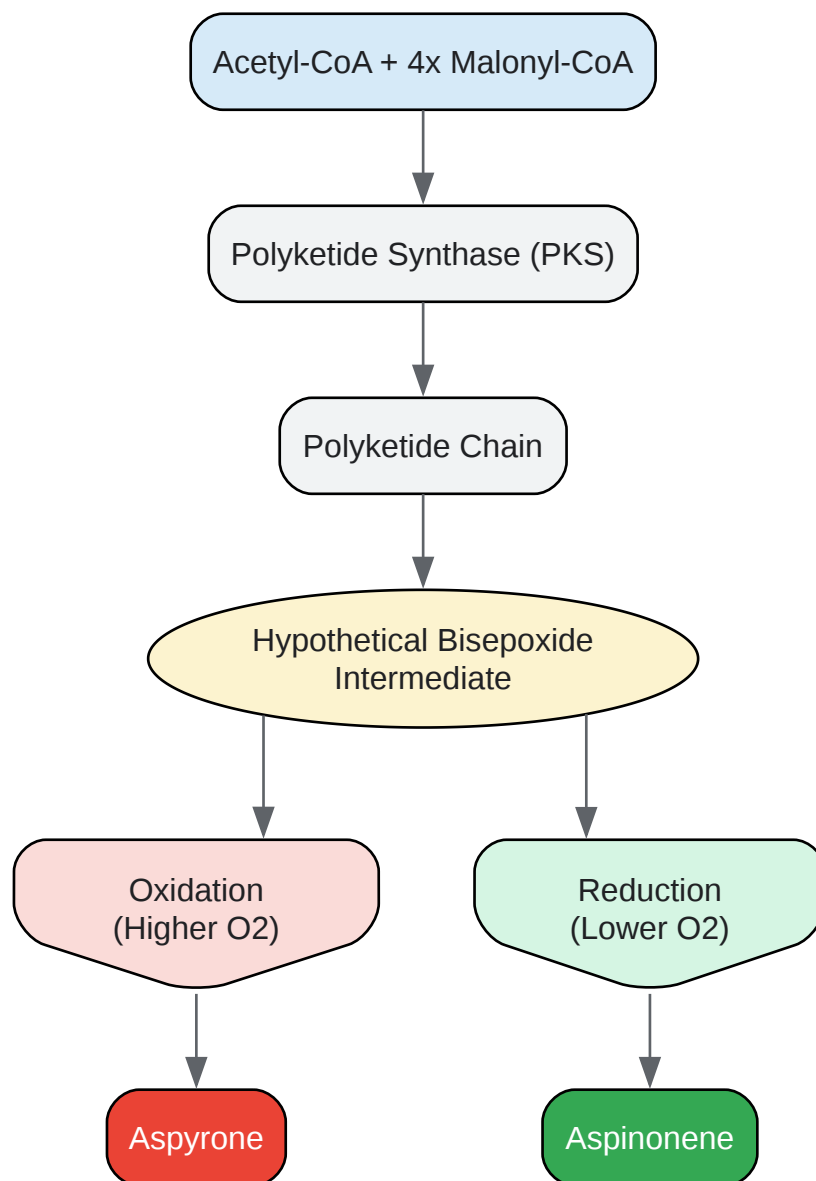 Acetyl-CoA + 4x Malonyl-CoA
Polyketide Synthase (PKS)
Polyketide Chain
Hypothetical Bisepoxide
Intermediate
Oxidation
(Higher O2)
Reduction
(Lower O2)
Aspyrone
Aspinonene